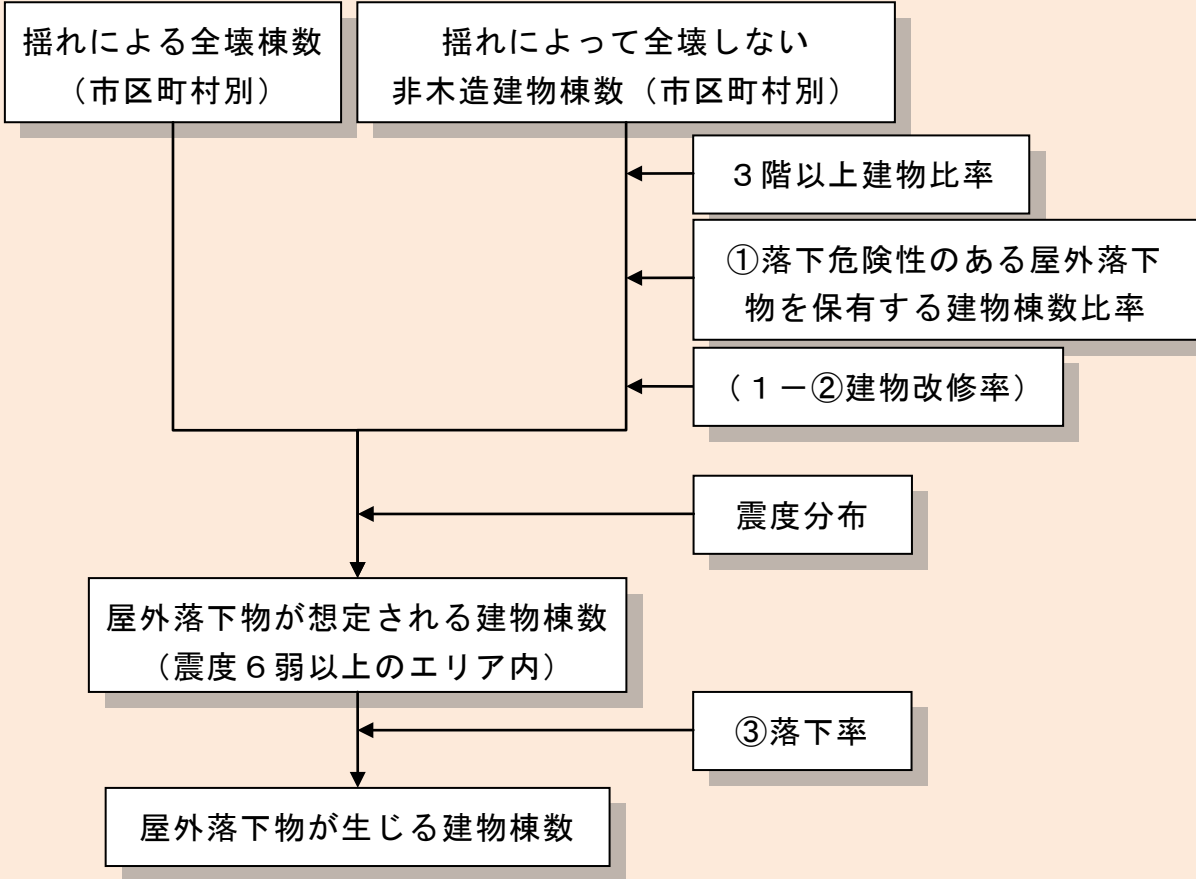 揺れによる全壊棟数
（市区町村別）
揺れによって全壊しない
非木造建物棟数（市区町村別）
３階以上建物比率
①落下危険性のある屋外落下
物を保有する建物棟数比率
（１－②建物改修率）
震度分布
屋外落下物が想定される建物棟数
（震度６弱以上のエリア内）
③落下率
屋外落下物が生じる建物棟数